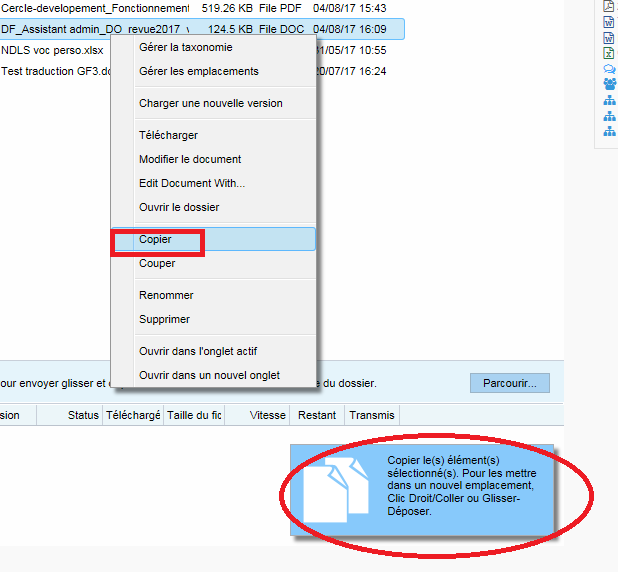 Cercle-developement_Fonctionnement 519.26 KB File PDF 04/08/17 15:43
DF_Assistant admin_DO_revue2017_v 124.5 KB File DOC 04/08/17 16:09
NDLS voc perso.xlsx 31/05/17 10:55
Test traduction GF3.do 20/07/17 16:24
Gérer la taxonomie
Gérer les emplacements
Charger une nouvelle version
Télécharger
Modifier le document
Edit Document With...
Ouvrir le dossier
Copier
Couper
Renommer
Supprimer
Ouvrir dans l'onglet actif
Ouvrir dans un nouvel onglet
our envoyer glisser et du dossier. Parcourir...
sion Status Téléchargé Taille du fic Vitesse Restant Transmis
Copier le(s) élément(s)
sélectionné(s). Pour les mettre
dans un nouvel emplacement,
Clic Droit/Coller ou Glisser-
Déposer.